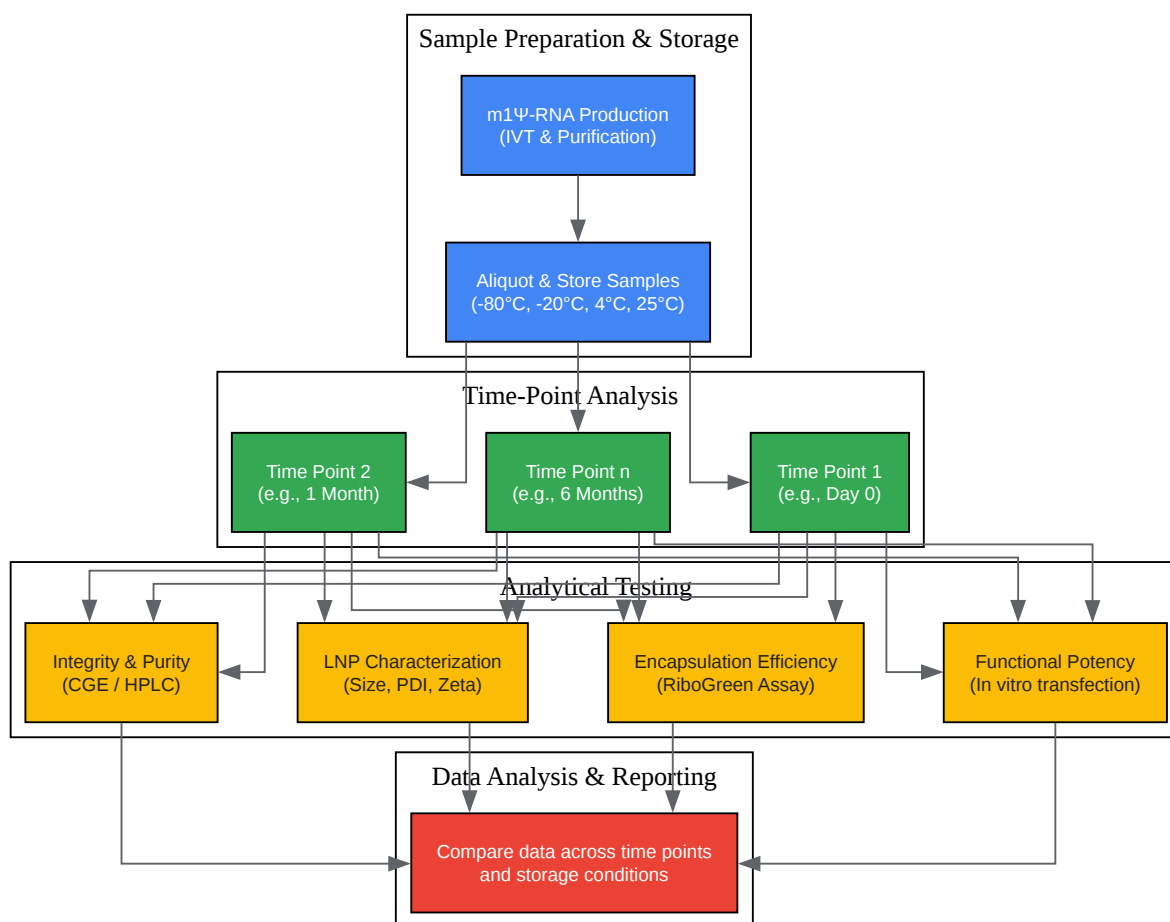 Sample Preparation & Storage
m1Ψ-RNA Production
(IVT & Purification)
Aliquot & Store Samples
(-80°C, -20°C, 4°C, 25°C)
Time-Point Analysis
Time Point 2
(e.g., 1 Month)
Time Point n
(e.g., 6 Months)
Time Point 1
(e.g., Day 0)
Analytical Testing
Integrity & Purity
(CGE / HPLC)
LNP Characterization
(Size, PDI, Zeta)
Encapsulation Efficiency
(RiboGreen Assay)
Functional Potency
(In vitro transfection)
Data Analysis & Reporting
Compare data across time points
and storage conditions